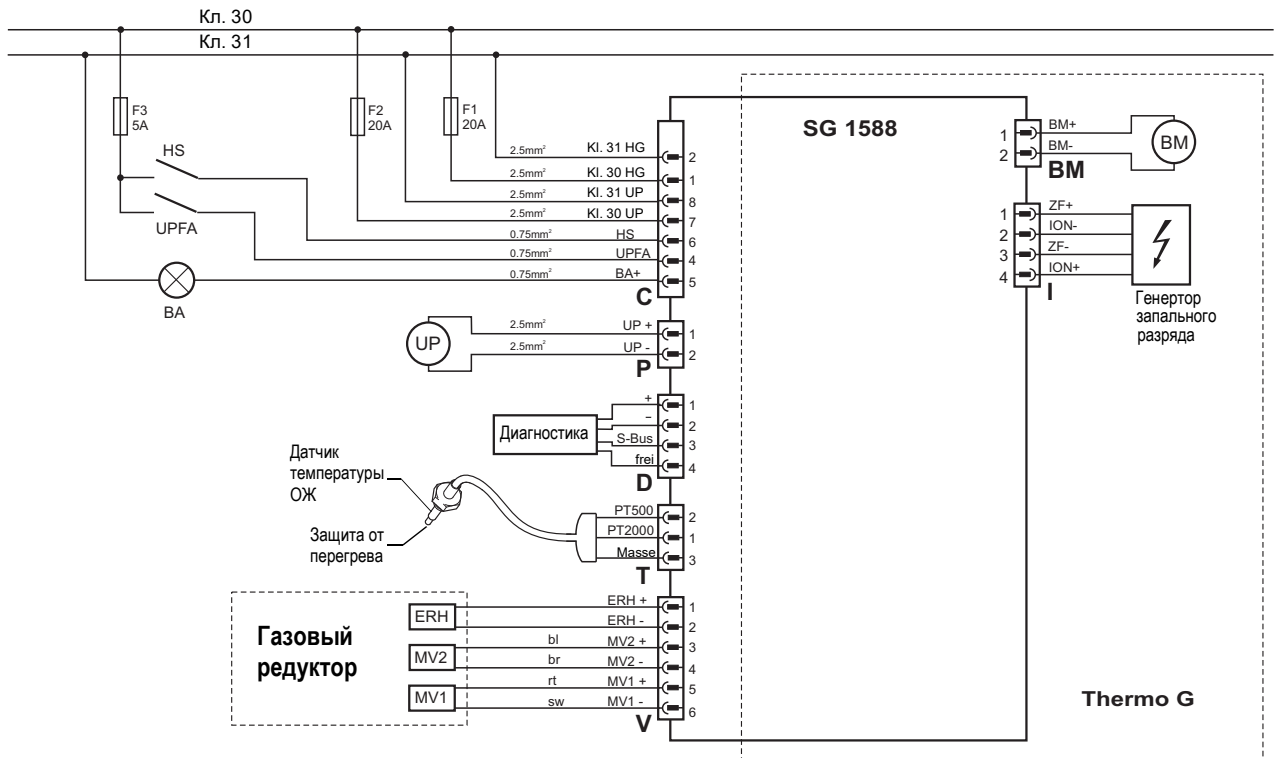 Кл. 30
Кл. 31
F3
5A
F2
20A
F1
20A
HS
UPFA
BA
2.5mm² Kl. 31 HG 2
2.5mm² Kl. 30 HG 1
2.5mm² Kl. 31 UP 8
2.5mm² Kl. 30 UP 7
0.75mm² HS 6
0.75mm² UPFA 4
0.75mm² BA+ 5
C
UP
2.5mm² UP + 1
2.5mm² UP - 2
P
Диагностика
+ 1
− 2
S-Bus 3
frei 4
D
Датчик
температуры
ОЖ
Защита от
перегрева
PT500 2
PT2000 1
Masse 3
T
Газовый
редуктор
ERH
MV2
MV1
ERH + 1
ERH - 2
bl MV2 + 3
br MV2 - 4
rt MV1 + 5
sw MV1 - 6
V
SG 1588
1 BM+
2 BM-
BM
BM
1 ZF+
2 ION-
3 ZF-
4 ION+
I
Генертор
запального
разряда
Thermo G